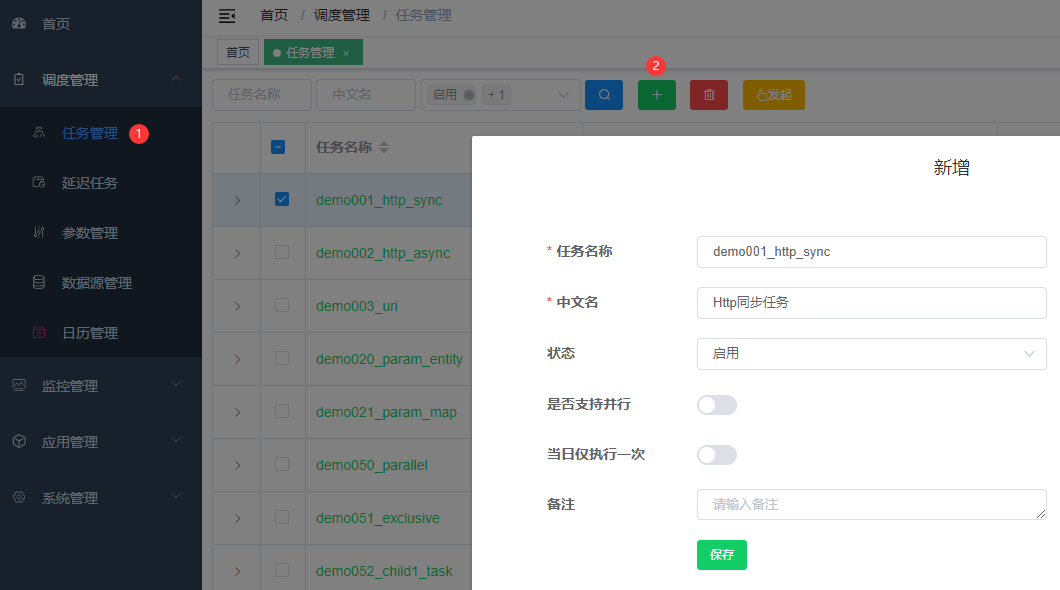 首页
调度管理
任务管理 1
延迟任务
参数管理
数据源管理
日历管理
监控管理
应用管理
系统管理
首页 / 调度管理 / 任务管理
首页 任务管理 ×
2
任务名称 中文名 启用 + 1 发起
任务名称
demo001_http_sync
demo002_http_async
demo003_uri
demo020_param_entity
demo021_param_map
demo050_parallel
demo051_exclusive
demo052_child1_task
新增
* 任务名称 demo001_http_sync
* 中文名 Http同步任务
状态 启用
是否支持并行
当日仅执行一次
备注 请输入备注
保存